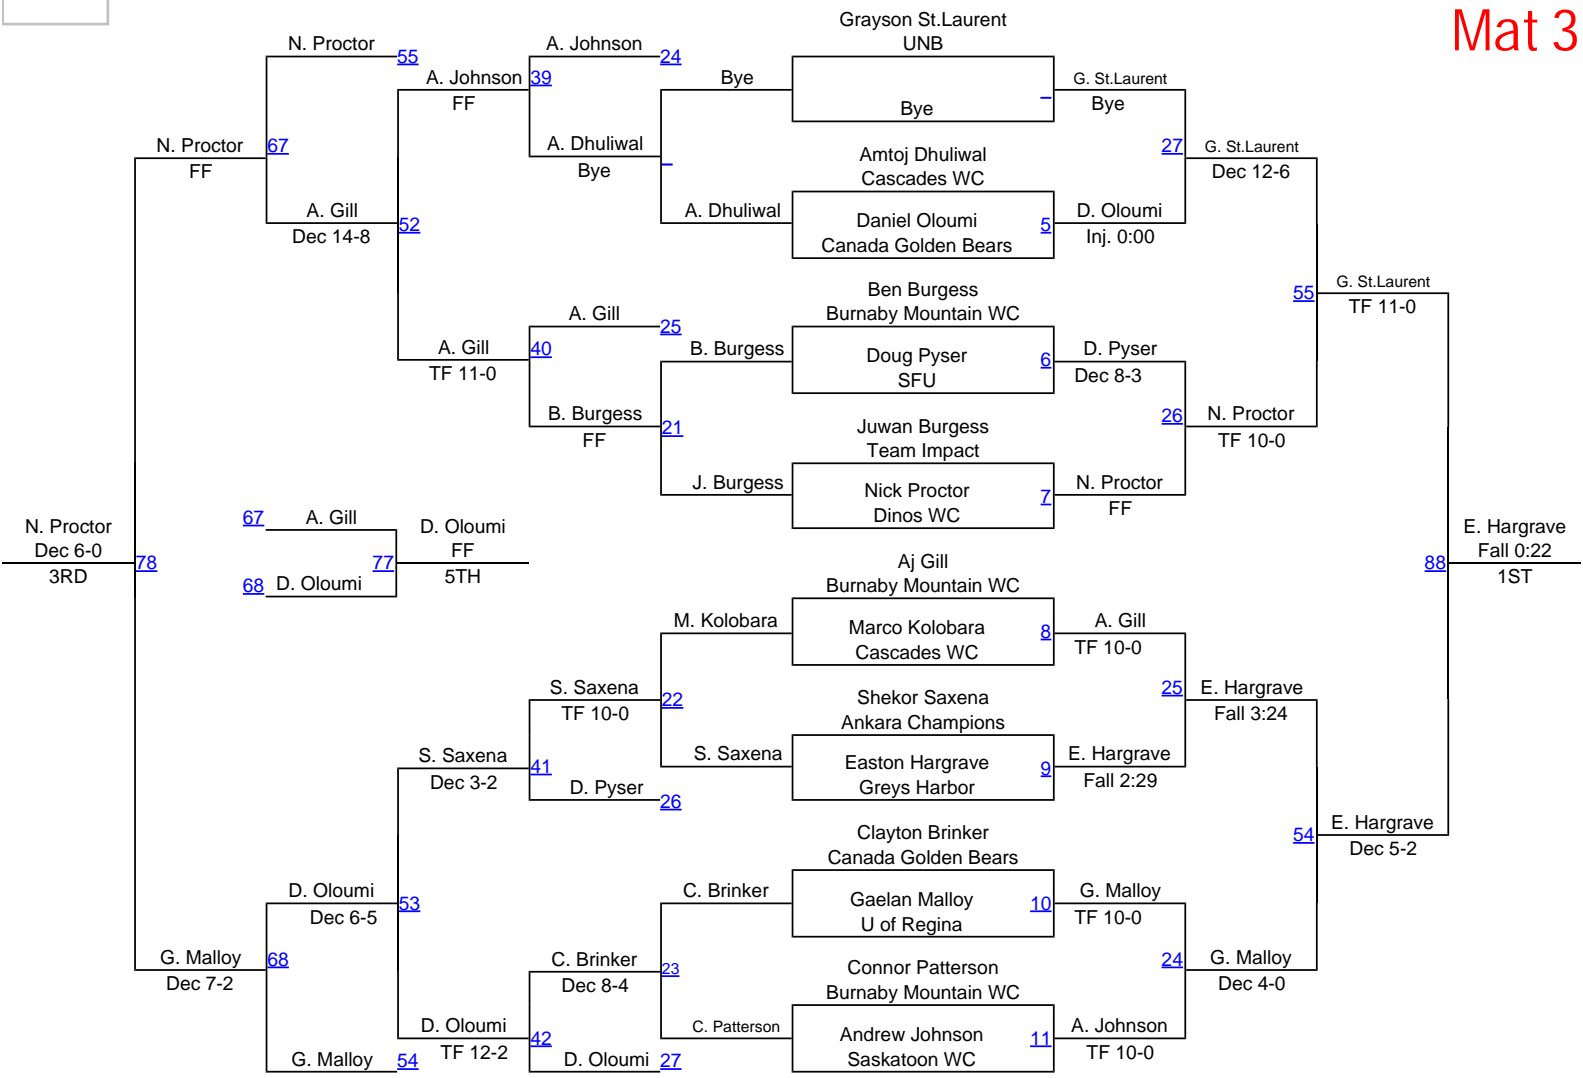 Mat 3
Grayson St.Laurent
UNB
N. Proctor
55
A. Johnson
24
A. Johnson
39
FF
Bye
Bye
G. St.Laurent
Bye
N. Proctor
67
FF
A. Dhuliwal
Bye
Amtoj Dhuliwal
Cascades WC
27
G. St.Laurent
Dec 12-6
A. Gill
Dec 14-8
52
A. Dhuliwal
Daniel Oloumi
Canada Golden Bears
5
D. Oloumi
Inj. 0:00
Ben Burgess
Burnaby Mountain WC
55
G. St.Laurent
TF 11-0
A. Gill
25
A. Gill
40
TF 11-0
B. Burgess
Doug Pyser
SFU
6
D. Pyser
Dec 8-3
B. Burgess
FF
21
Juwan Burgess
Team Impact
26
N. Proctor
TF 10-0
J. Burgess
Nick Proctor
Dinos WC
7
N. Proctor
FF
N. Proctor
Dec 6-0
3RD
78
67
A. Gill
68
D. Oloumi
77
D. Oloumi
FF
5TH
E. Hargrave
Fall 0:22
1ST
88
Aj Gill
Burnaby Mountain WC
M. Kolobara
Marco Kolobara
Cascades WC
8
A. Gill
TF 10-0
S. Saxena
TF 10-0
22
Shekor Saxena
Ankara Champions
25
E. Hargrave
Fall 3:24
S. Saxena
Dec 3-2
41
S. Saxena
Easton Hargrave
Greys Harbor
9
E. Hargrave
Fall 2:29
D. Pyser
26
Clayton Brinker
Canada Golden Bears
54
E. Hargrave
Dec 5-2
D. Oloumi
Dec 6-5
53
C. Brinker
Gaelan Malloy
U of Regina
10
G. Malloy
TF 10-0
G. Malloy
Dec 7-2
68
C. Brinker
Dec 8-4
23
Connor Patterson
Burnaby Mountain WC
24
G. Malloy
Dec 4-0
D. Oloumi
TF 12-2
42
C. Patterson
Andrew Johnson
Saskatoon WC
11
A. Johnson
TF 10-0
G. Malloy
54
D. Oloumi
27